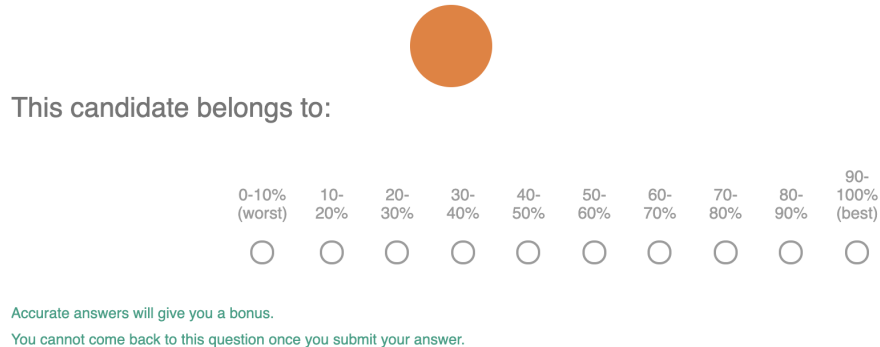 This candidate belongs to:
90-
0-10% 10- 20- 30- 40- 50- 60- 70- 80- 100%
(worst) 20% 30% 40% 50% 60% 70% 80% 90% (best)
Accurate answers will give you a bonus.
You cannot come back to this question once you submit your answer.